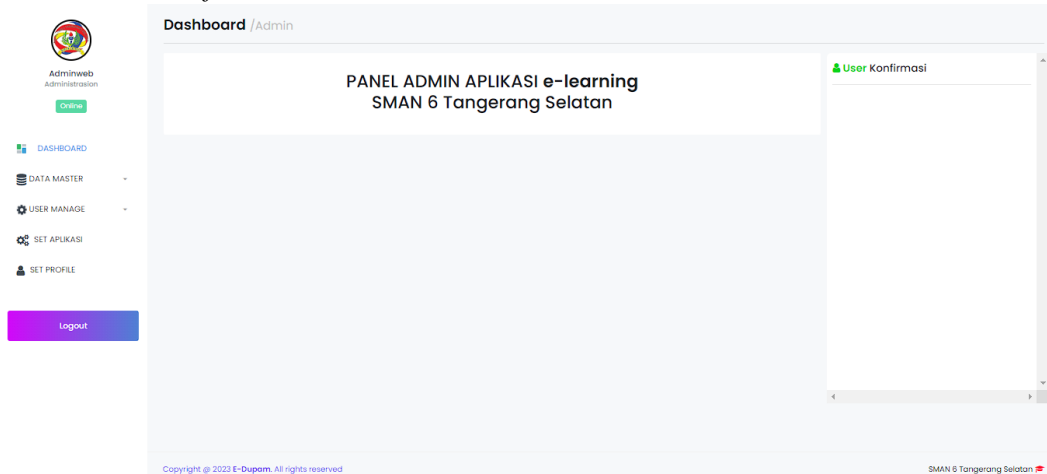 Adminweb
Administrasion
Online
DASHBOARD
DATA MASTER
USER MANAGE
SET APLIKASI
SET PROFILE
Logout
Dashboard /Admin
PANEL ADMIN APLIKASI e-learning
SMAN 6 Tangerang Selatan
User Konfirmasi
Copyright @ 2023 E-Dupam. All rights reserved
SMAN 6 Tangerang Selatan